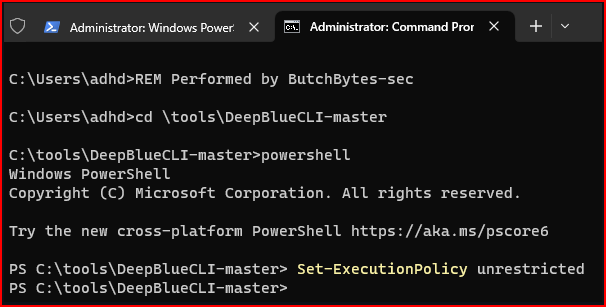 Administrator: Windows PowerS
Administrator: Command Pron
C:\Users\adhd>REM Performed by ButchBytes-sec
C:\Users\adhd>cd \tools\DeepBlueCLI-master
C:\tools\DeepBlueCLI-master>powershell
Windows PowerShell
Copyright (C) Microsoft Corporation. All rights reserved.
Try the new cross-platform PowerShell https://aka.ms/pscore6
PS C:\tools\DeepBlueCLI-master> Set-ExecutionPolicy unrestricted
PS C:\tools\DeepBlueCLI-master>